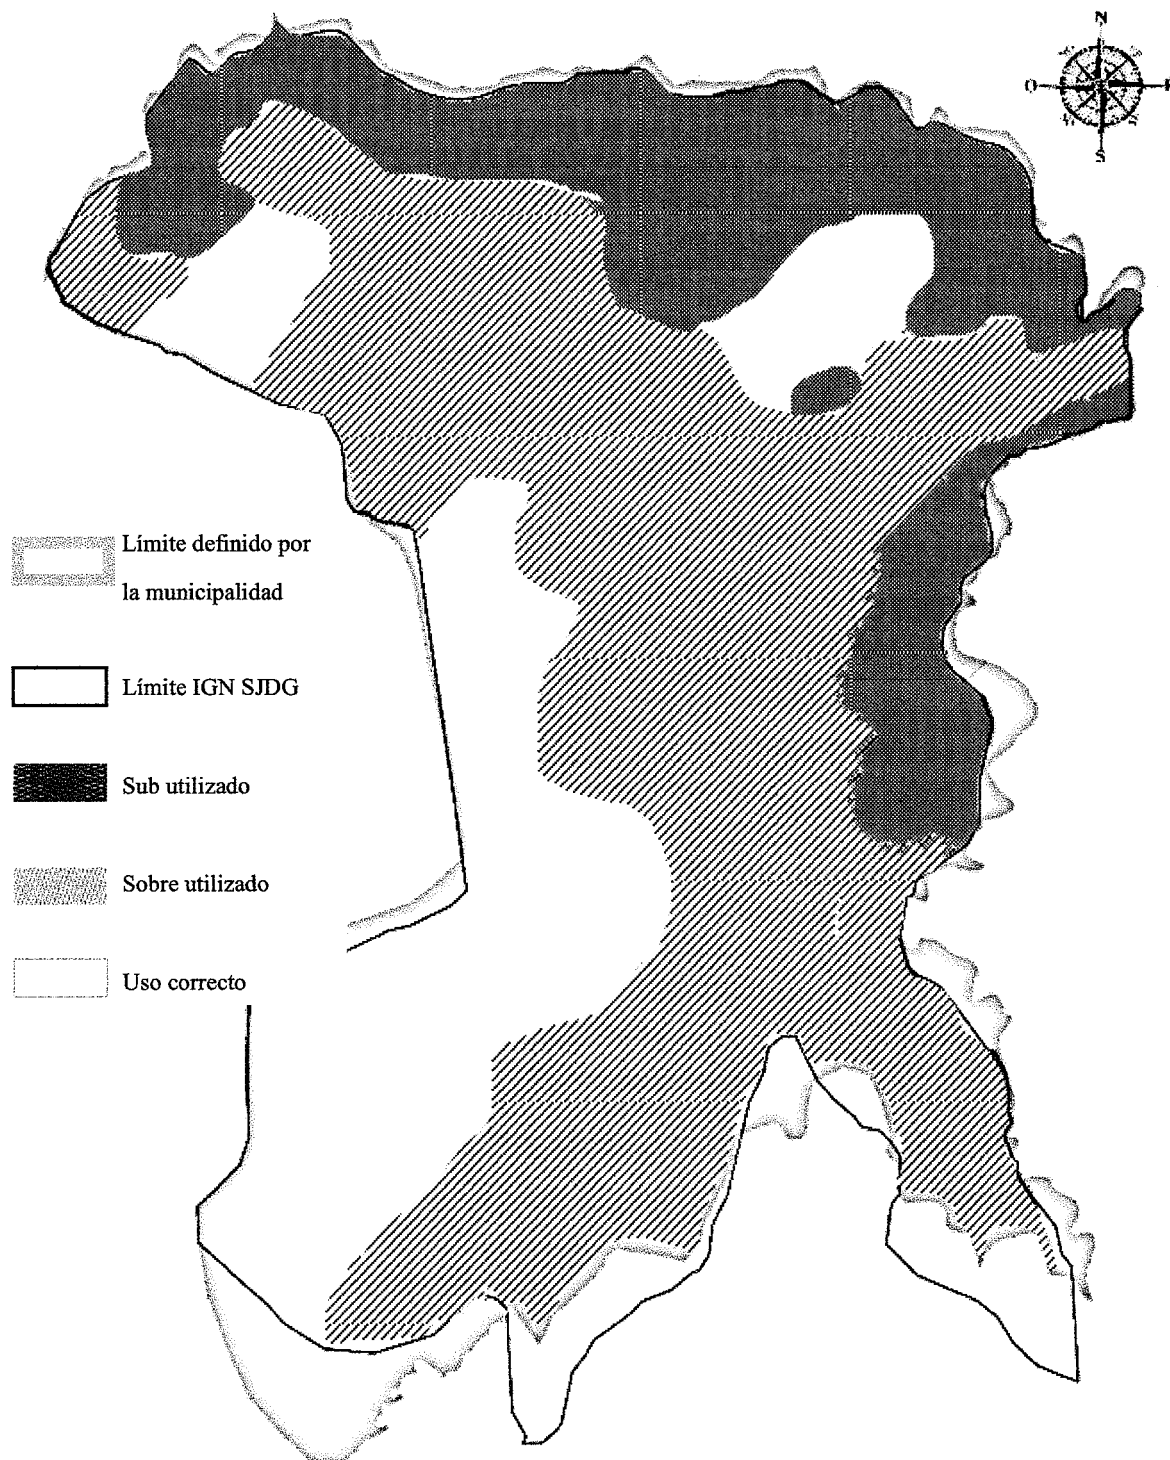 N
O
E
S
Límite definido por
la municipalidad
Límite IGN SJDG
Sub utilizado
Sobre utilizado
Uso correcto